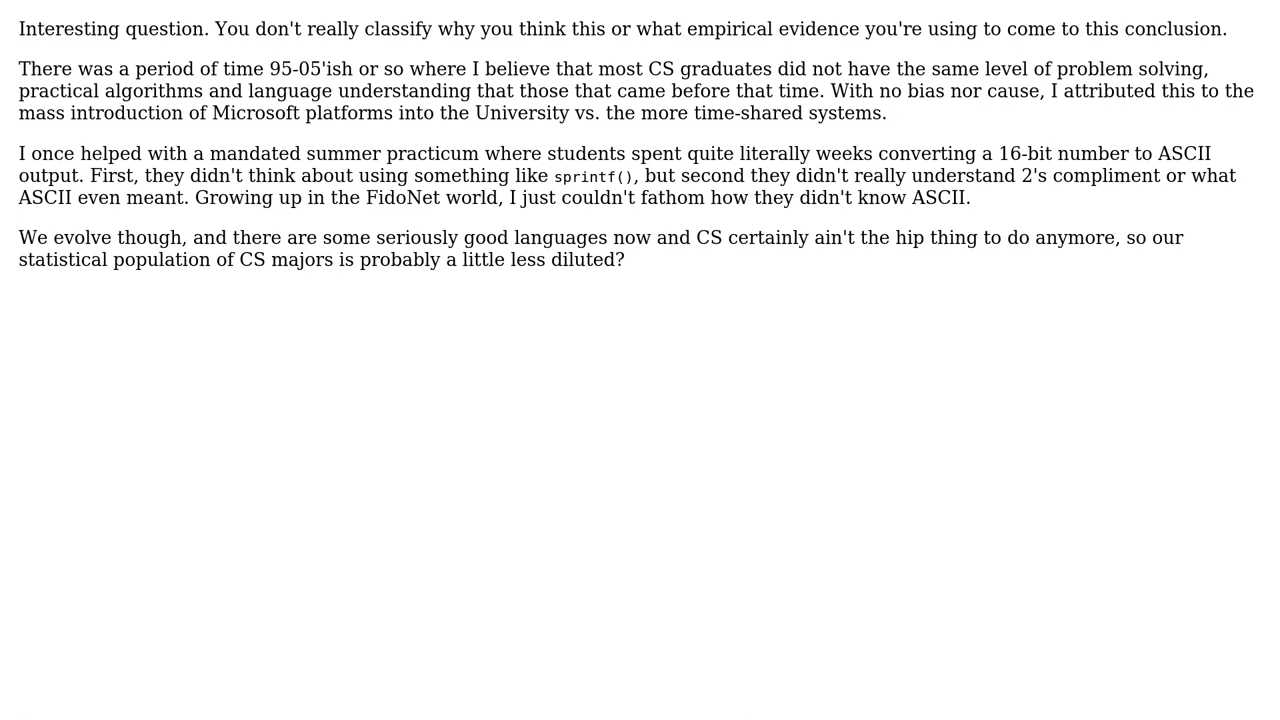 Interesting question. You don't really classify why you think this or what empirical evidence you're using to come to this conclusion.
There was a period of time 95-05'ish or so where I believe that most CS graduates did not have the same level of problem solving,
practical algorithms and language understanding that those that came before that time. With no bias nor cause, I attributed this to the
mass introduction of Microsoft platforms into the University vs. the more time-shared systems.
I once helped with a mandated summer practicum where students spent quite literally weeks converting a 16-bit number to ASCII
output. First, they didn't think about using something like sprintf(), but second they didn't really understand 2's compliment or what
ASCII even meant. Growing up in the FidoNet world, I just couldn't fathom how they didn't know ASCII.
We evolve though, and there are some seriously good languages now and CS certainly ain't the hip thing to do anymore, so our
statistical population of CS majors is probably a little less diluted?